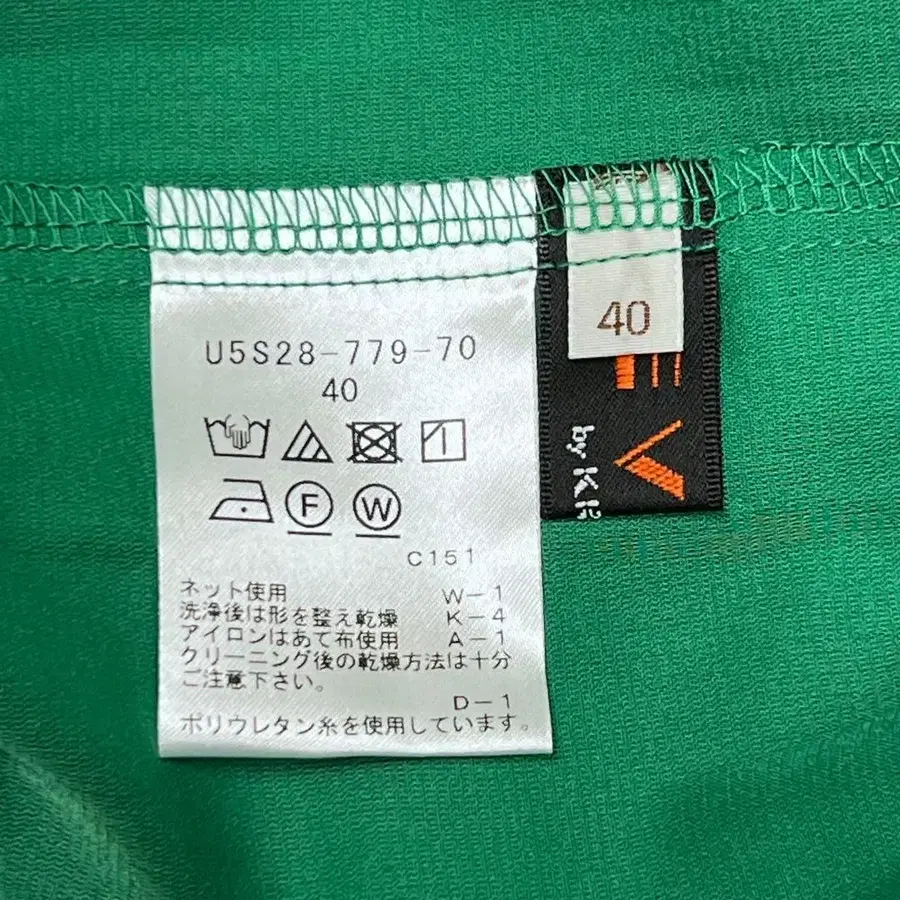 U5S28-779-70
40
F
W
C151
ネット使用 W-1
洗浄後は形を整え乾燥 K-4
アイロンはあて布使用 A-1
クリーニング後の乾燥方法は十分
ご注意下さい。
D-1
ポリウレタン糸を使用しています。
40
EV
by K